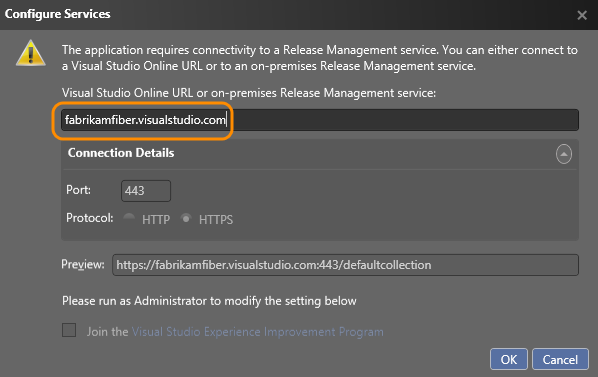 Configure Services
The application requires connectivity to a Release Management service. You can either connect to
a Visual Studio Online URL or to an on-premises Release Management service.
Visual Studio Online URL or on-premises Release Management service:
fabrikamfiber.visualstudio.com
Connection Details
Port: 443
Protocol: HTTP HTTPS
Preview: https://fabrikamfiber.visualstudio.com:443/defaultcollection
Please run as Administrator to modify the setting below
Join the Visual Studio Experience Improvement Program
OK Cancel